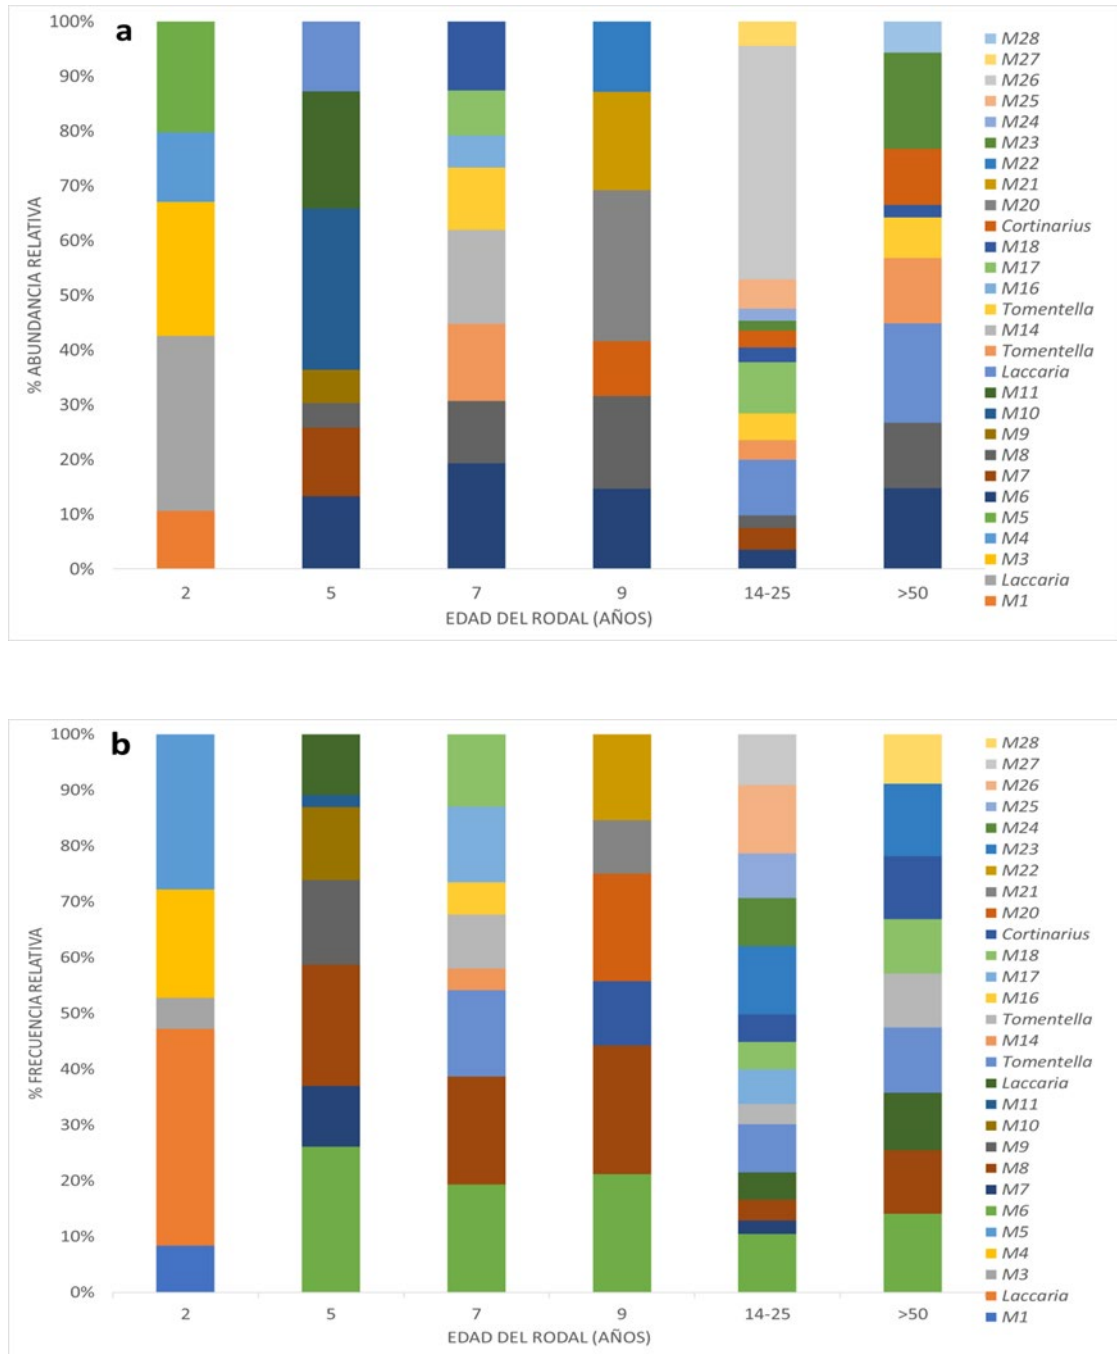 a
100%
90%
80%
70%
60%
50%
40%
30%
20%
10%
0%
% ABUNDANCIA RELATIVA
2 5 7 9 14-25 >50
EDAD DEL RODAL (AÑOS)
M28
M27
M26
M25
M24
M23
M22
M21
M20
Cortinarius
M18
M17
M16
Tomentella
M14
Tomentella
Laccaria
M11
M10
M9
M8
M7
M6
M5
M4
M3
Laccaria
M1
b
100%
90%
80%
70%
60%
50%
40%
30%
20%
10%
0%
% FRECUENCIA RELATIVA
2 5 7 9 14-25 >50
EDAD DEL RODAL (AÑOS)
M28
M27
M26
M25
M24
M23
M22
M21
M20
Cortinarius
M18
M17
M16
Tomentella
M14
Tomentella
Laccaria
M11
M10
M9
M8
M7
M6
M5
M4
M3
Laccaria
M1